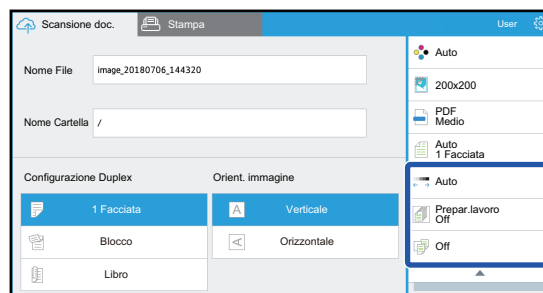 Scansione doc.
Stampa
User
Nome File
image_20180706_144320
Nome Cartella
/
Configurazione Duplex
Orient. immagine
1 Facciata
Blocco
Libro
A
Verticale
A
Orizzontale
Auto
200x200
PDF
Medio
Auto
1 Facciata
Auto
Prepar.lavoro
Off
Off